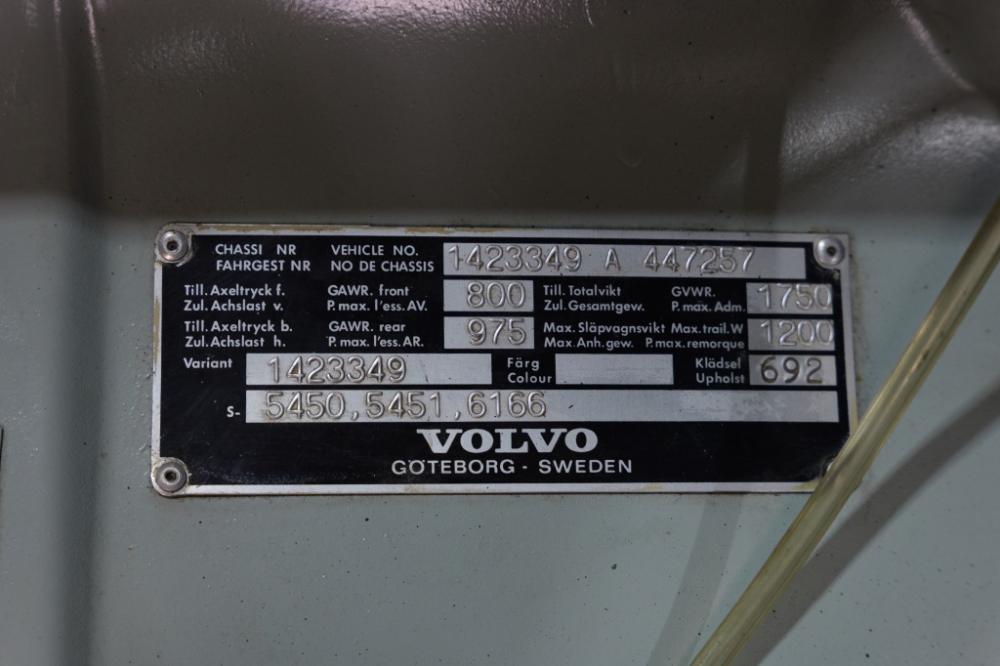 CHASSI NR VEHICLE NO. 1423349 A 447257
FAHRGEST NR NO DE CHASSIS
Till. Axeltryck f. GAWR. front 800 Till. Totalvikt GVWR. 1750
Zul. Achslast v. P. max. l'ess. AV. Zul. Gesamtgew. P. mäx. Adm.
Till. Axeltryck b. GAWR. rear 975 Max. Släpvagnsvikt Max. trail. W 1200
Zul. Achslast h. P. max. l'ess. AR. Max. Anh. gew. P. max. remorque
Variant 1423349 Färg Klädsel 692
Colour Upholst
S- 5450, 5451, 6166
VOLVO
GÖTEBORG - SWEDEN